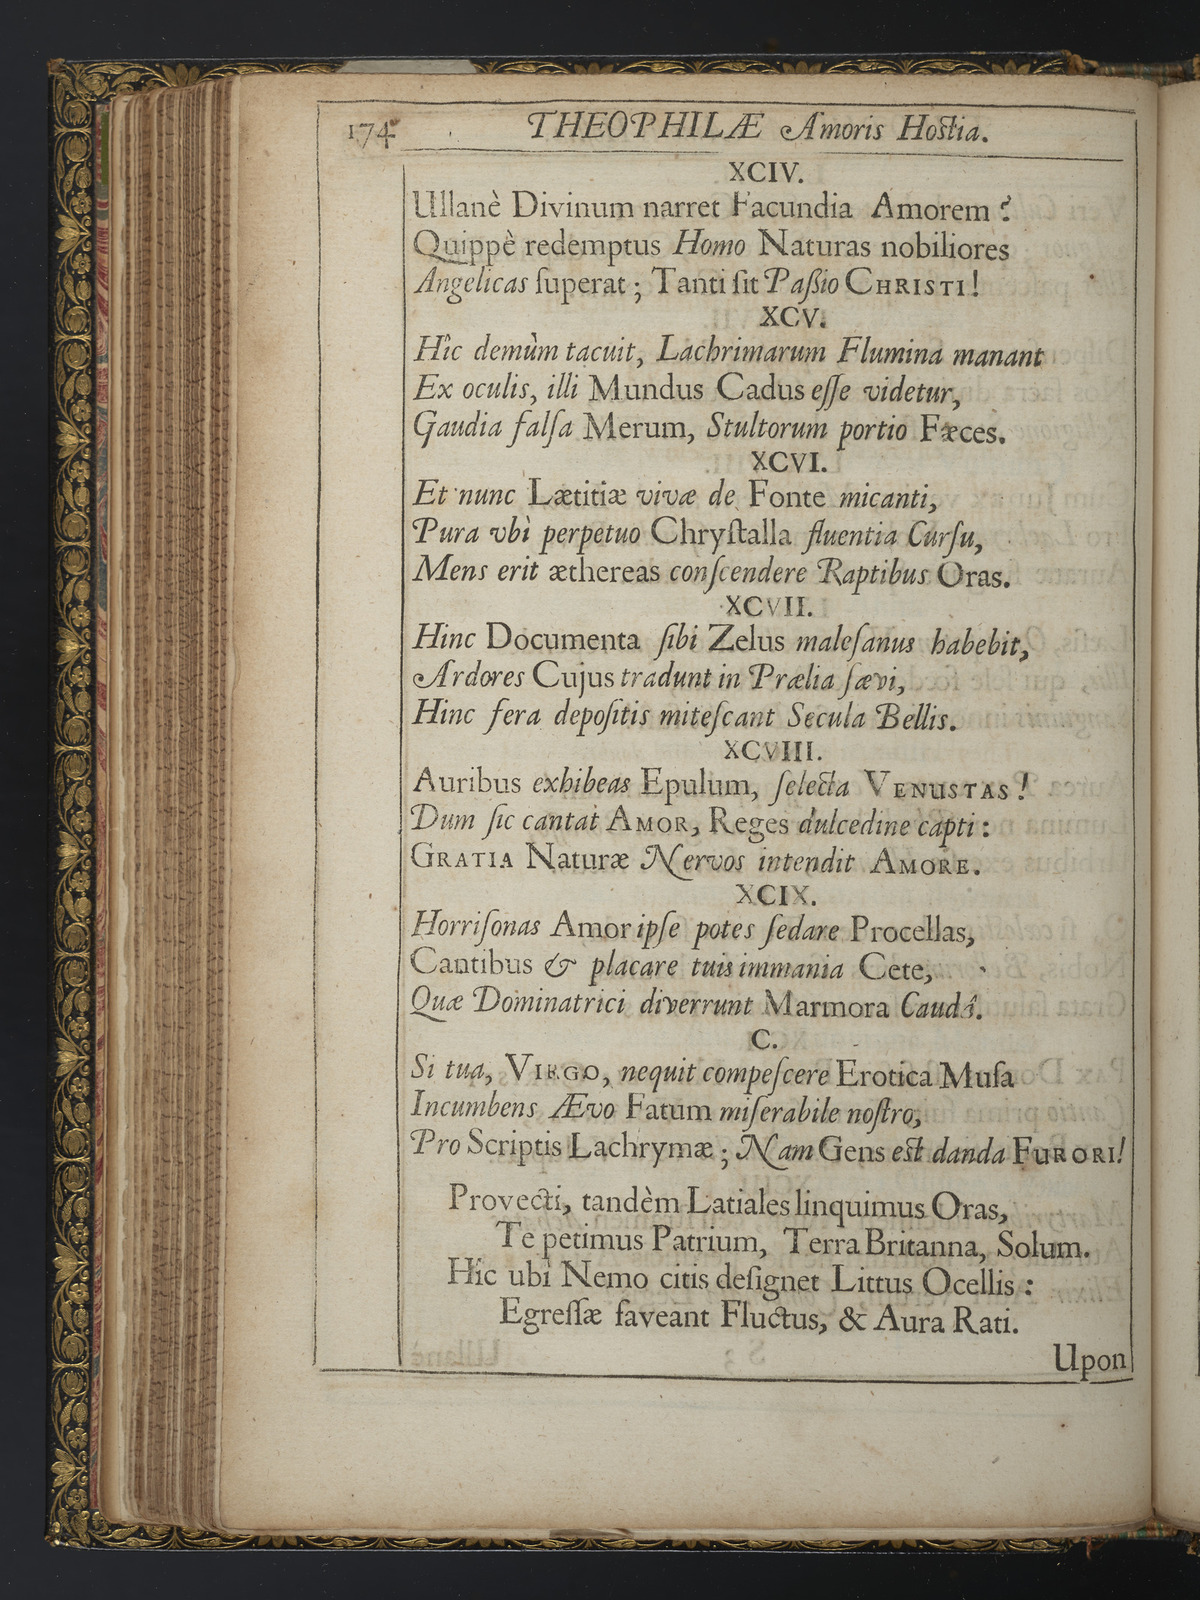 174 THEOPHILÆ Amoris Hostia.
XCIV.
Ullanè Divinum narret Facundia Amorem ?
Quippè redemptus Homo Naturas nobiliores
Angelicas ſuperat ; Tanti ſit Paſſio CHRISTI !
XCV.
Hîc demùm tacuit, Lachrimarum Flumina manant
Ex oculis, illi Mundus Cadus eſſe videtur,
Gaudia falſa Merum, Stultorum portio Fæces.
XCVI.
Et nunc Lætitiæ vivæ de Fonte micanti,
Pura vbì perpetuo Chryſtalla fluentia Curſu,
Mens erit æthereas conſcendere Raptibus Oras.
XCVII.
Hinc Documenta ſibi Zelus maleſanus habebit,
Ardores Cujus tradunt in Prælia ſævi,
Hinc fera depoſitis miteſcant Secula Bellis.
XCVIII.
Auribus exhibeas Epulum, ſelecta VENUSTAS !
Dum ſic cantat AMOR, Reges dulcedine capti :
GRATIA Naturæ Nervos intendit AMORE.
XCIX.
Horriſonas Amor ipſe potes ſedare Procellas,
Cantibus & placare tuis immania Cete,
Quæ Dominatrici diverrunt Marmora Caudâ.
C.
Si tua, VIRGO, nequit compeſcere Erotica Muſa
Incumbens Ævo Fatum miſerabile noſtro,
Pro Scriptis Lachrymæ ; Nam Gens est danda FURORI !
Provecti, tandèm Latiales linquimus Oras,
Te petimus Patrium, Terra Britanna, Solum.
Hîc ubì Nemo citis deſignet Littus Ocellis :
Egreſſæ faveant Fluctus, & Aura Rati.
Upon